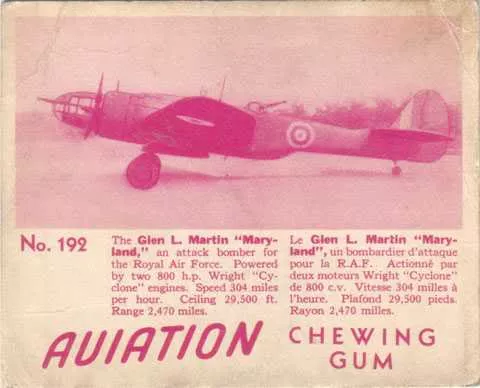 No. 192
The Glen L. Martin "Mary-
land," an attack bomber for
the Royal Air Force. Powered
by two 800 h.p. Wright "Cy-
clone" engines. Speed 304 miles
per hour. Ceiling 29,500 ft.
Range 2,470 miles.
Le Glen L. Martin "Mary-
land", un bombardier d'attaque
pour la R.A.F. Actionné par
deux moteurs Wright "Cyclone"
de 800 c.v. Vitesse 304 milles à
l'heure. Plafond 29,500 pieds.
Rayon 2,470 milles.
AVIATION
CHEWING
GUM